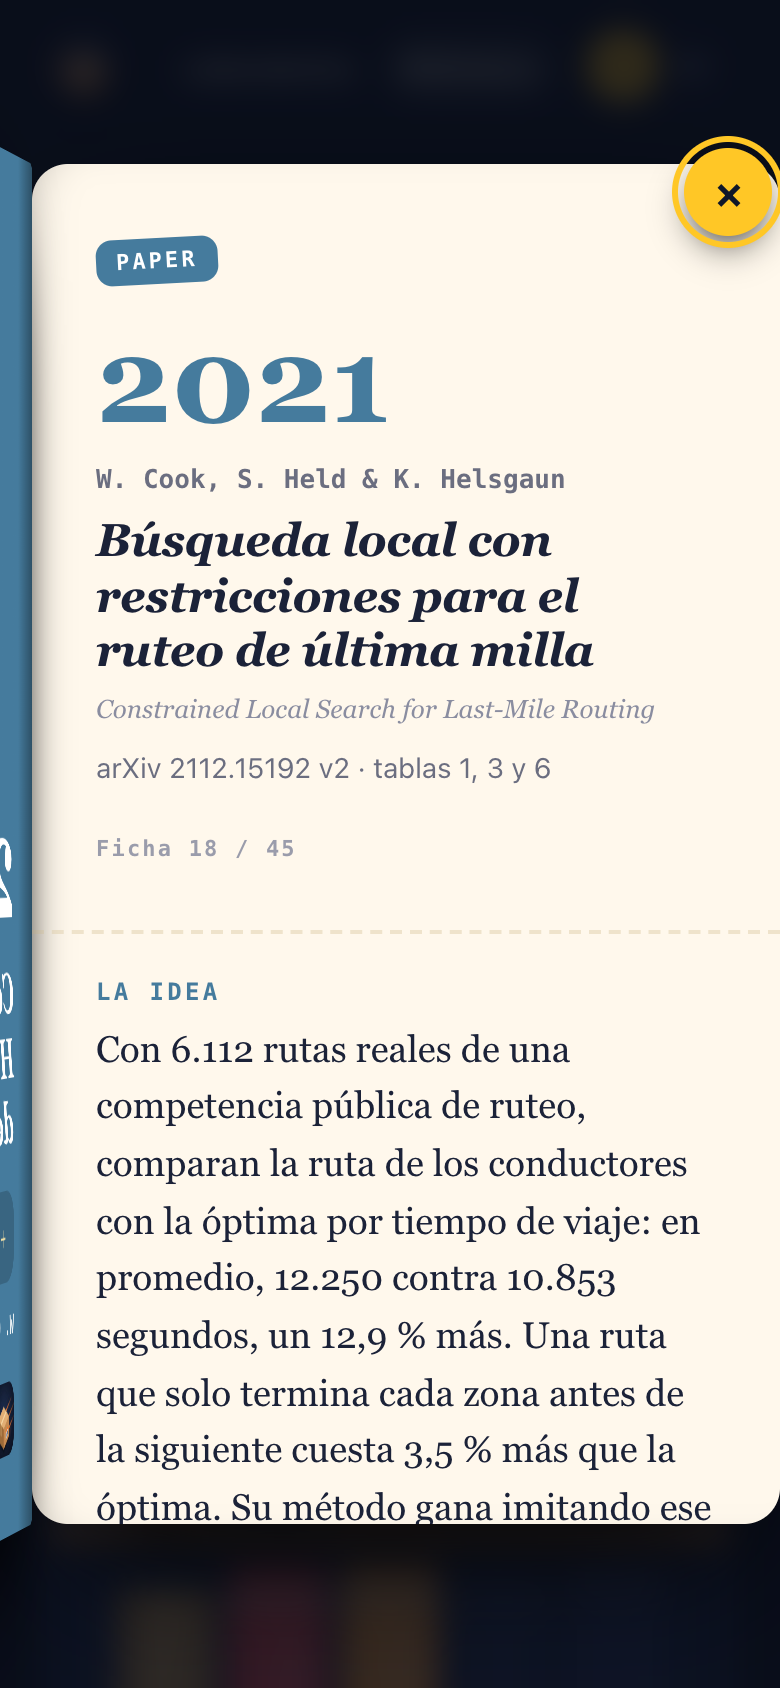 ×
PAPER
2021
W. Cook, S. Held & K. Helsgaun
Búsqueda local con
restricciones para el
ruteo de última milla
Constrained Local Search for Last-Mile Routing
arXiv 2112.15192 v2 · tablas 1, 3 y 6
Ficha 18 / 45
LA IDEA
Con 6.112 rutas reales de una
competencia pública de ruteo,
comparan la ruta de los conductores
con la óptima por tiempo de viaje: en
promedio, 12.250 contra 10.853
segundos, un 12,9 % más. Una ruta
que solo termina cada zona antes de
la siguiente cuesta 3,5 % más que la
óptima. Su método gana imitando ese